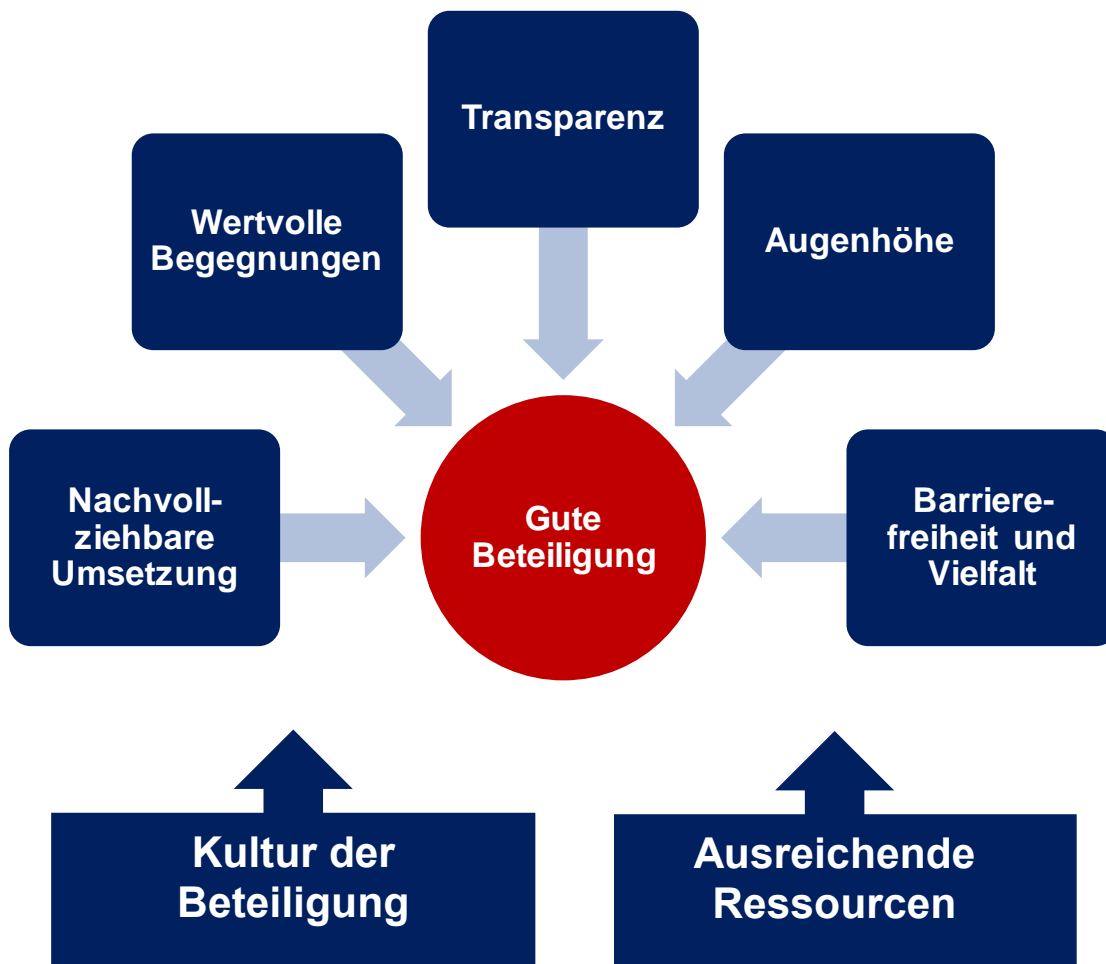 Transparenz
Wertvolle
Begegnungen
Augenhöhe
Nachvoll-
ziehbare
Umsetzung
Gute
Beteiligung
Barriere-
freiheit und
Vielfalt
Kultur der
Beteiligung
Ausreichende
Ressourcen